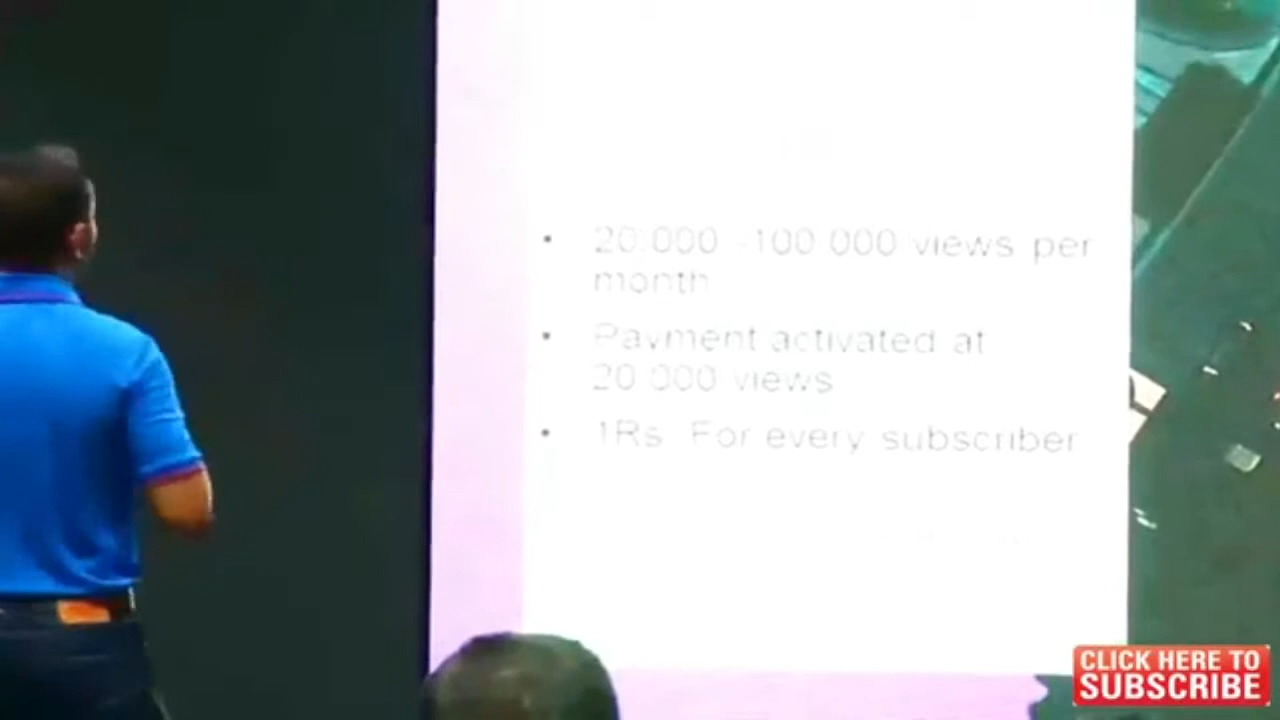 • 20.000 -100 000 views per
month
• Payment activated at
20 000 views
• 1Rs For every subscriber
CLICK HERE TO
SUBSCRIBE